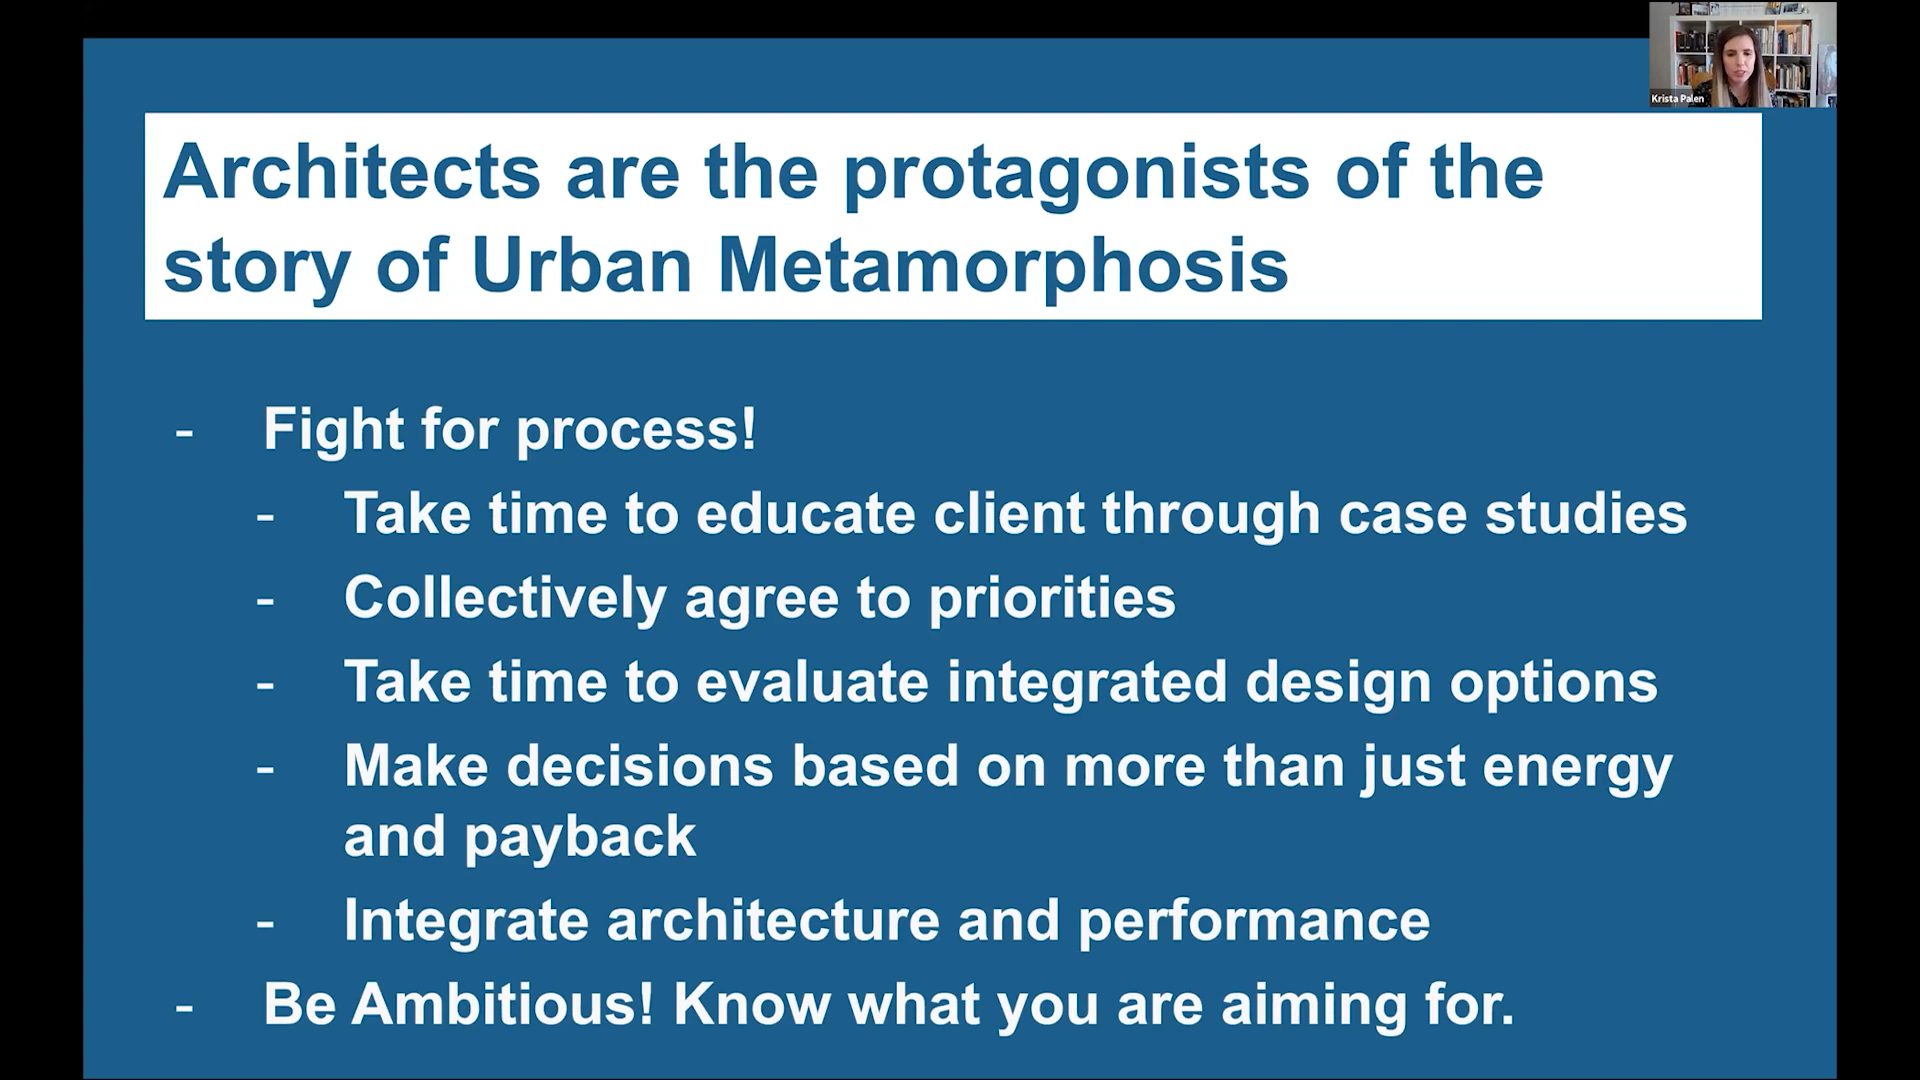 Krista Palen
Architects are the protagonists of the
story of Urban Metamorphosis
- Fight for process!
- Take time to educate client through case studies
- Collectively agree to priorities
- Take time to evaluate integrated design options
- Make decisions based on more than just energy
and payback
- Integrate architecture and performance
- Be Ambitious! Know what you are aiming for.